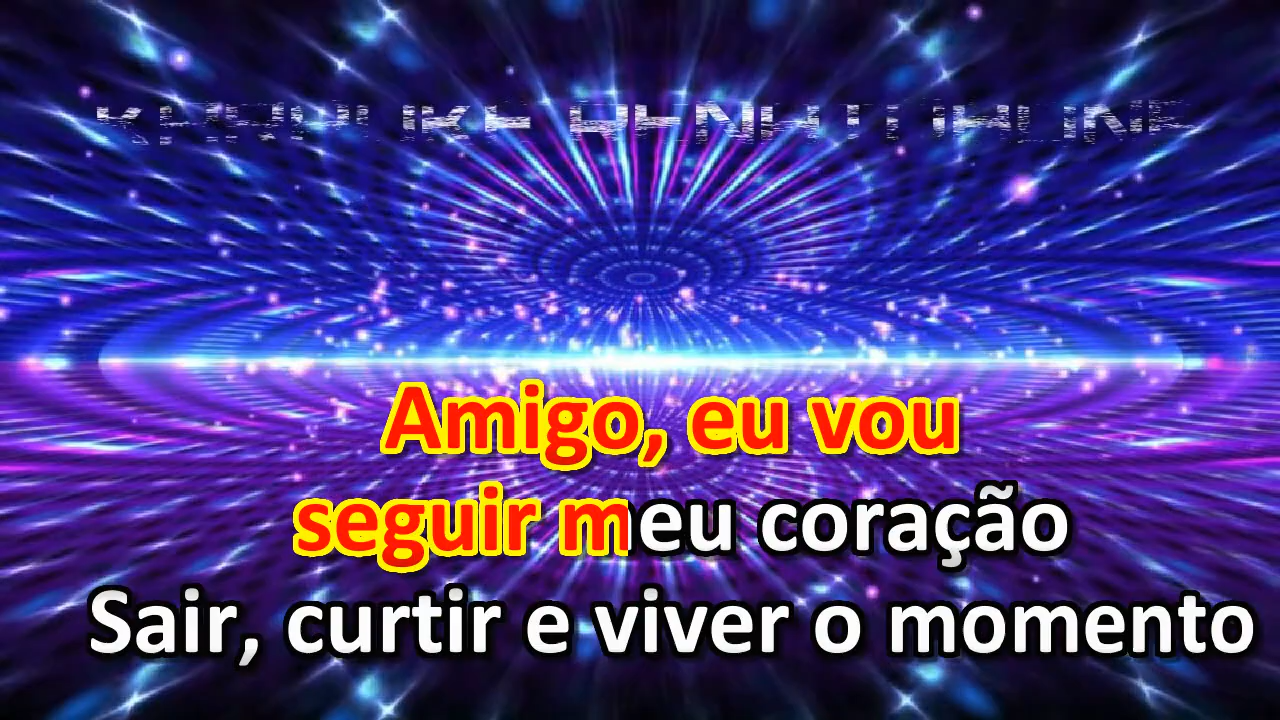 Amigo, eu vou
seguir meu coração
Sair, curtir e viver o momento